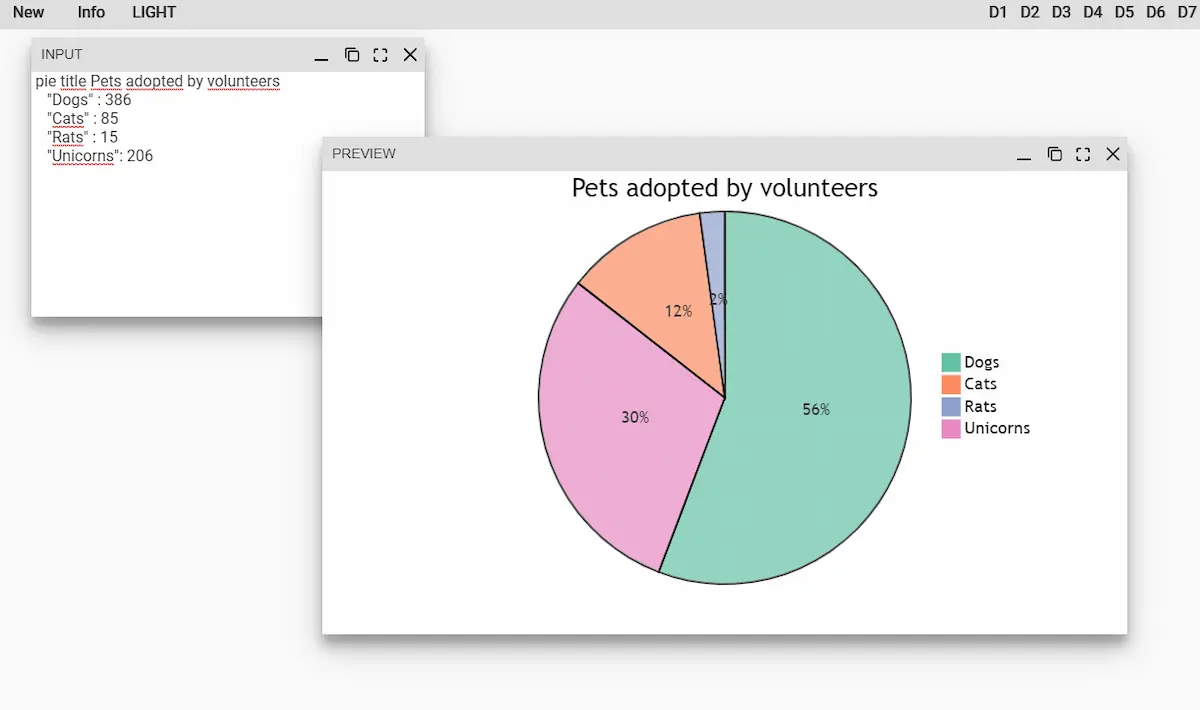 New Info LIGHT D1 D2 D3 D4 D5 D6 D7
INPUT
pie title Pets adopted by volunteers
"Dogs" : 386
"Cats" : 85
"Rats" : 15
"Unicorns": 206
PREVIEW
Pets adopted by volunteers
2%
12%
56%
30%
Dogs
Cats
Rats
Unicorns